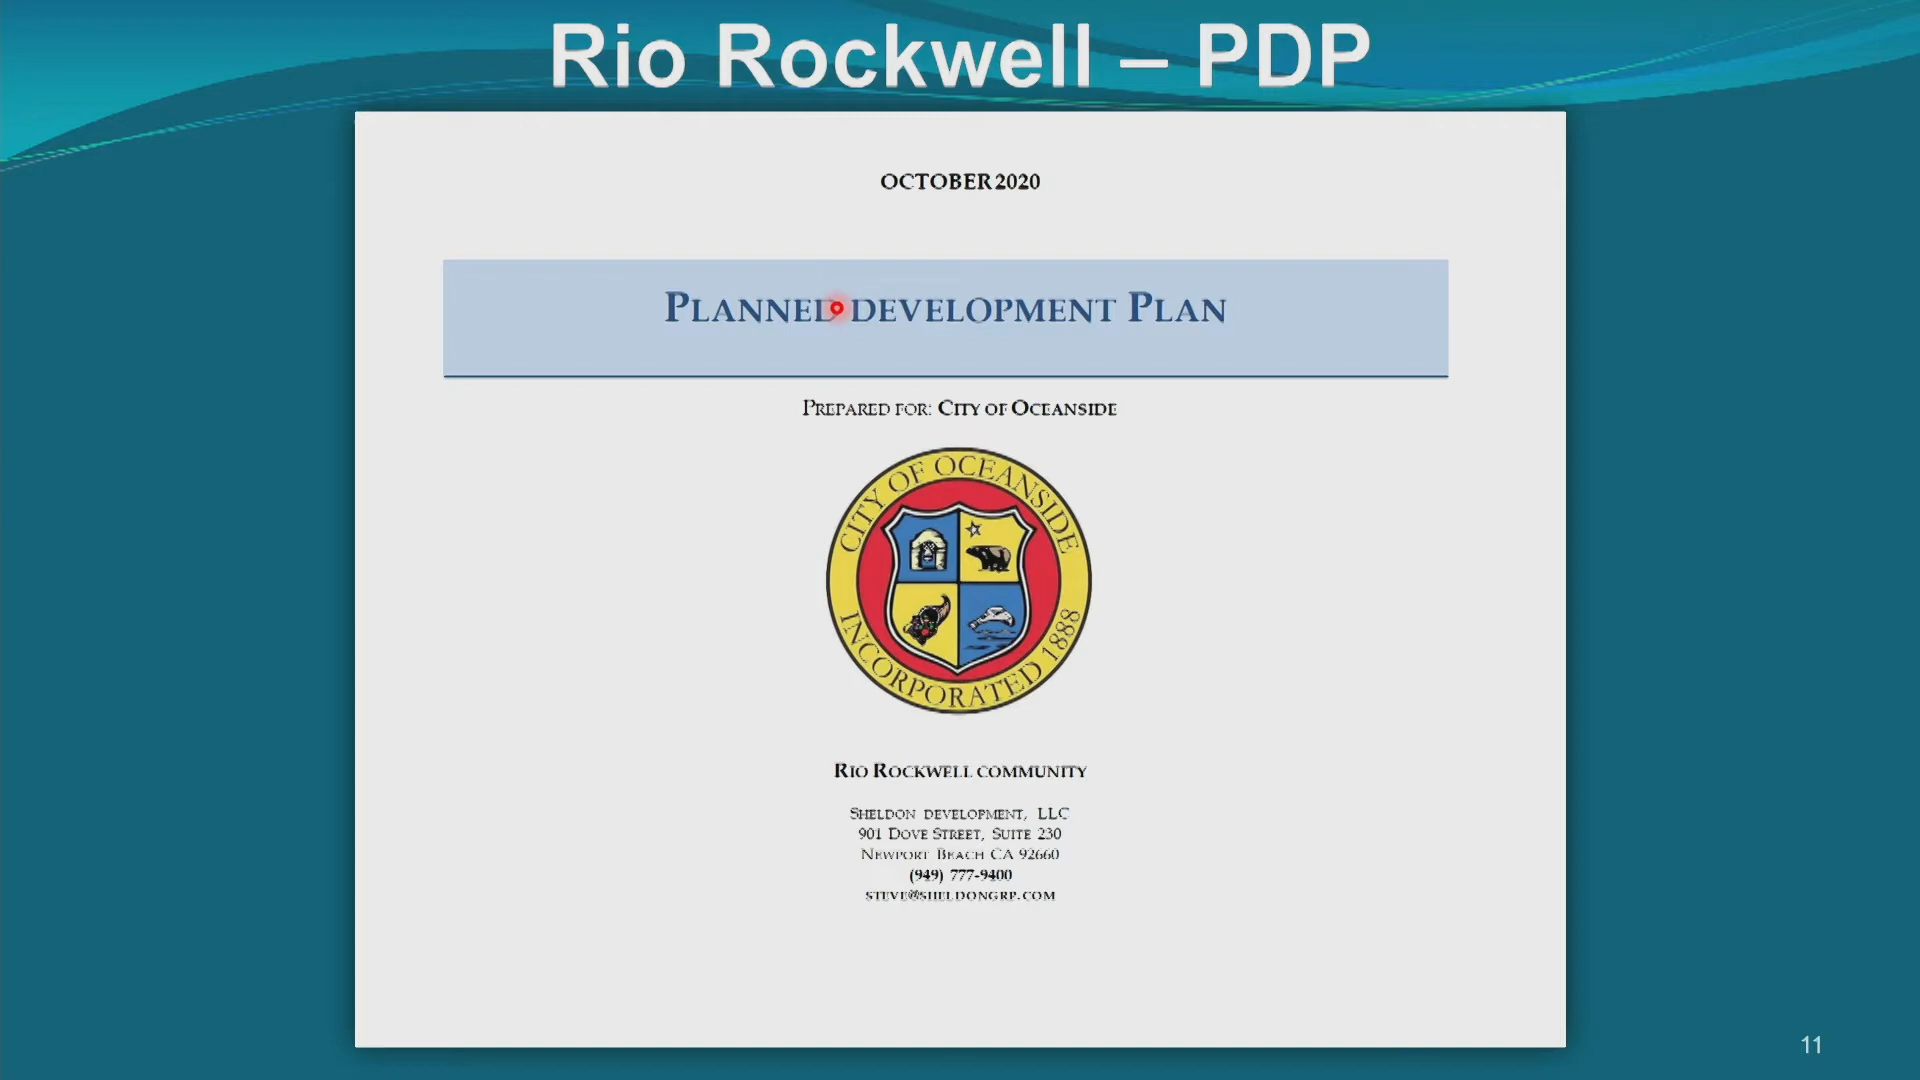 Rio Rockwell – PDP
OCTOBER 2020
PLANNED DEVELOPMENT PLAN
PREPARED FOR: CITY OF OCEANSIDE
CITY OF OCEANSIDE
INCORPORATED 1888
RIO ROCKWELL COMMUNITY
SHELDON DEVELOPMENT, LLC
901 DOVE STREET, SUITE 230
NEWPORT BEACH CA 92660
(949) 777-9400
STEVE@SHELDONGRP.COM
11